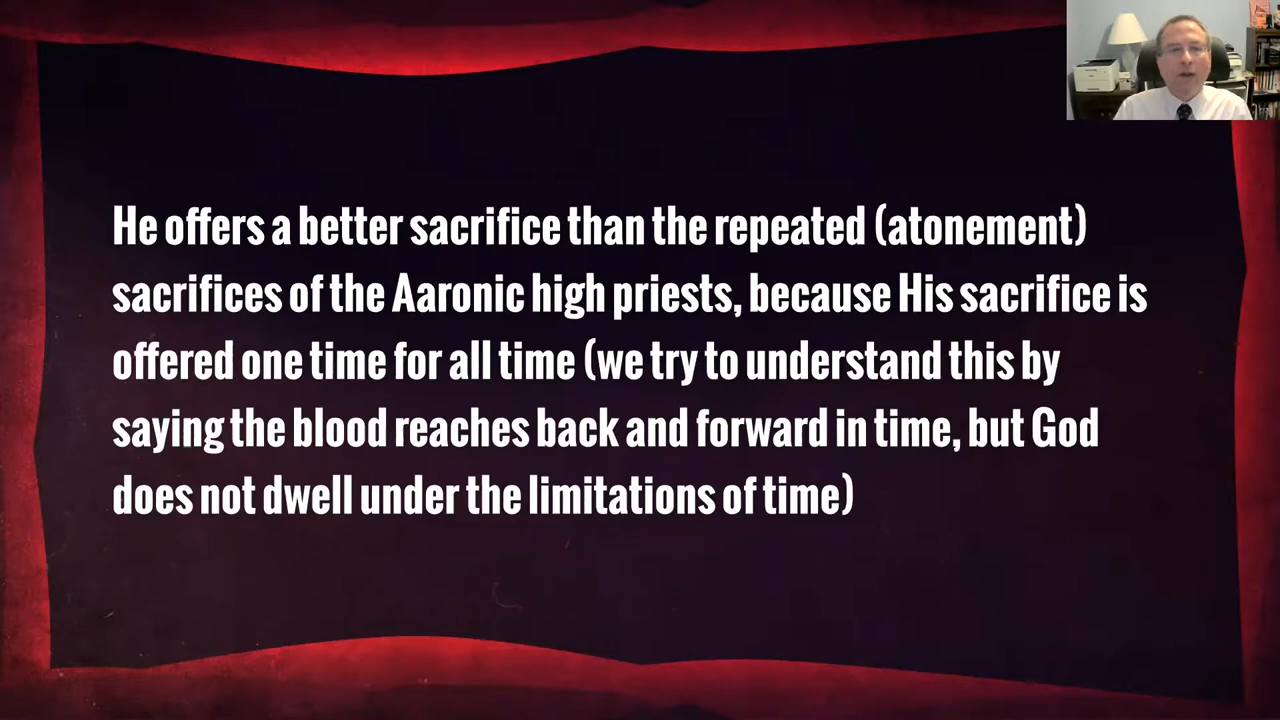 He offers a better sacrifice than the repeated (atonement)
sacrifices of the Aaronic high priests, because His sacrifice is
offered one time for all time (we try to understand this by
saying the blood reaches back and forward in time, but God
does not dwell under the limitations of time)